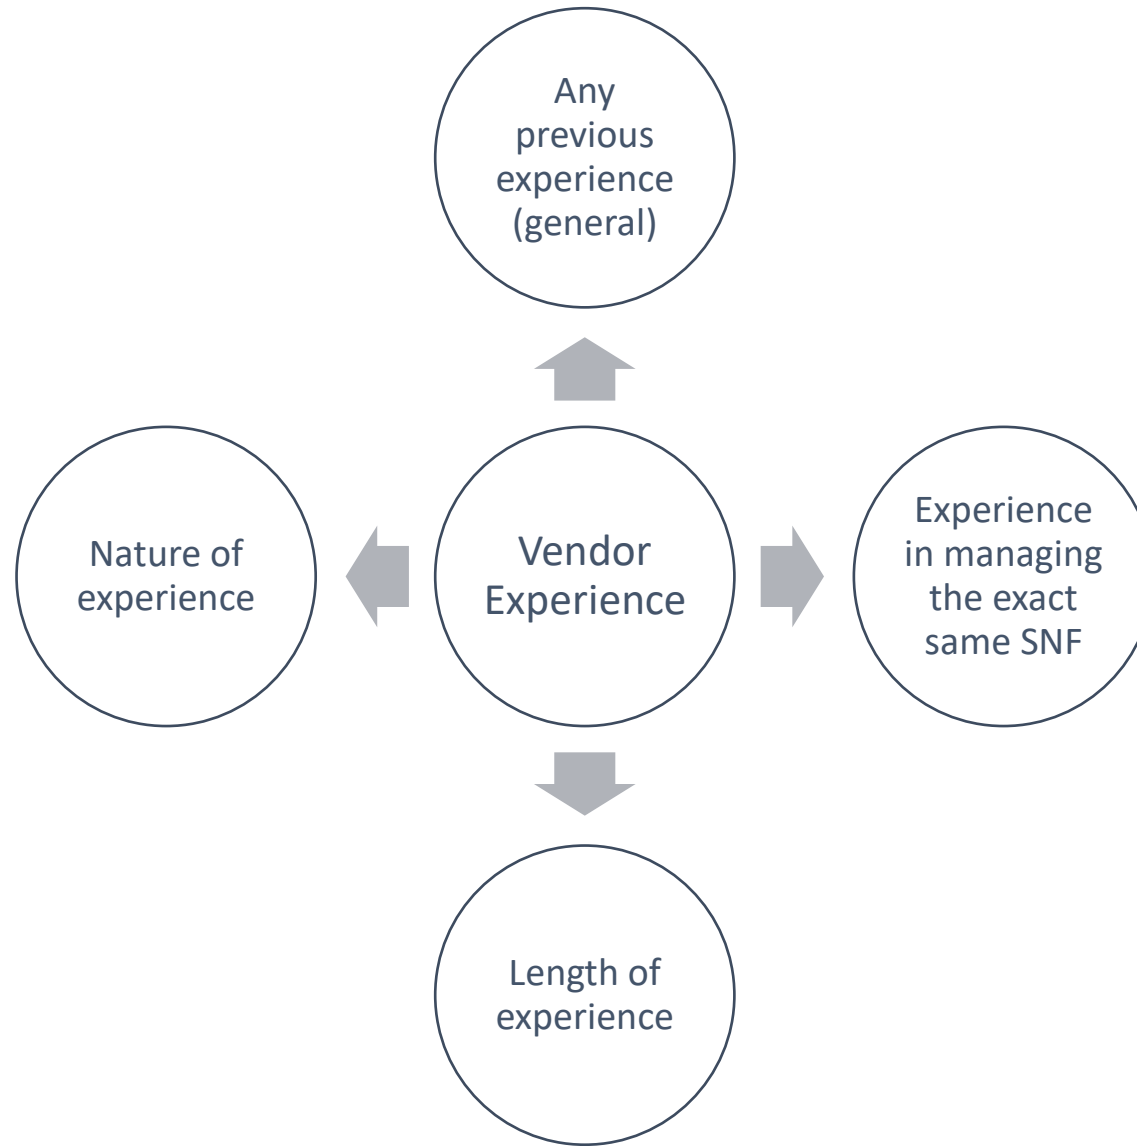 Any
previous
experience
(general)
Nature of
experience
Vendor
Experience
Experience
in managing
the exact
same SNF
Length of
experience